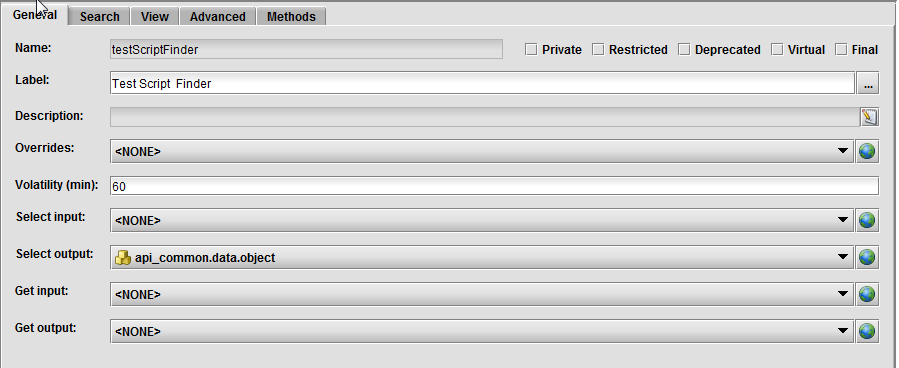 General Search View Advanced Methods
Name: testScriptFinder Private Restricted Deprecated Virtual Final
Label: Test Script Finder ...
Description:
Overrides: <NONE>
Volatility (min): 60
Select input: <NONE>
Select output: api_common.data.object
Get input: <NONE>
Get output: <NONE>